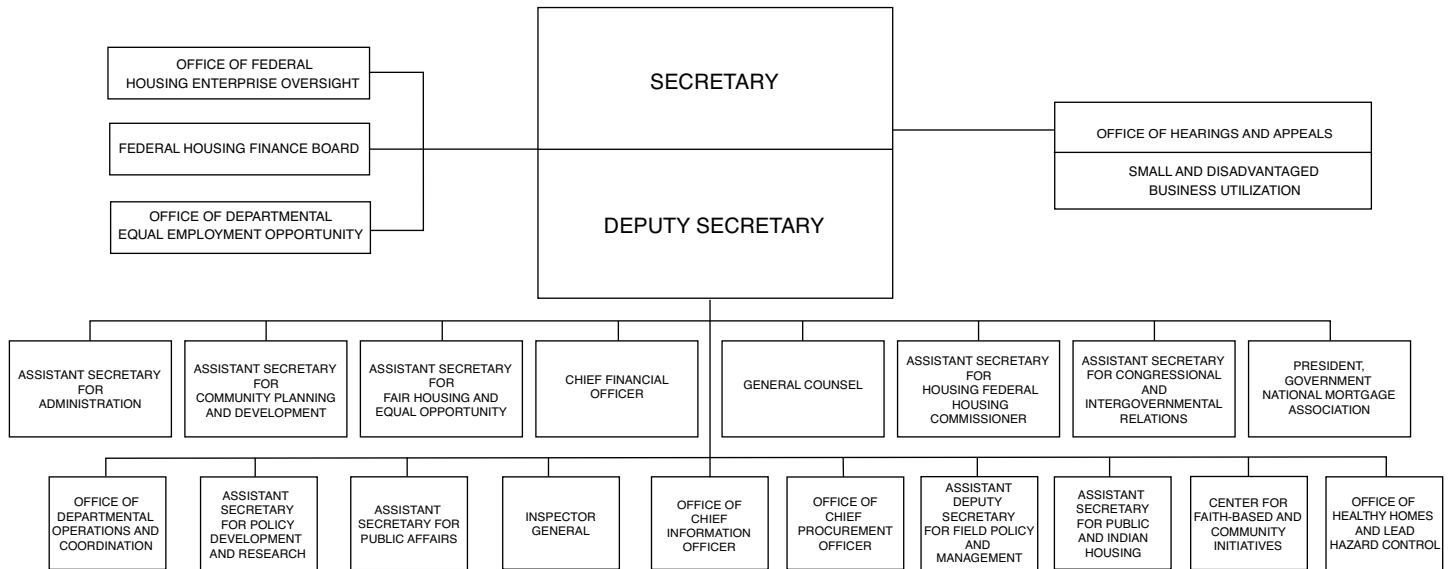 OFFICE OF FEDERAL
HOUSING ENTERPRISE OVERSIGHT
FEDERAL HOUSING FINANCE BOARD
OFFICE OF DEPARTMENTAL
EQUAL EMPLOYMENT OPPORTUNITY
SECRETARY
DEPUTY SECRETARY
OFFICE OF HEARINGS AND APPEALS
SMALL AND DISADVANTAGED
BUSINESS UTILIZATION
ASSISTANT SECRETARY
FOR
ADMINISTRATION
ASSISTANT SECRETARY
FOR
COMMUNITY PLANNING
AND DEVELOPMENT
ASSISTANT SECRETARY
FOR
FAIR HOUSING AND
EQUAL OPPORTUNITY
CHIEF FINANCIAL
OFFICER
GENERAL COUNSEL
ASSISTANT SECRETARY
FOR
HOUSING FEDERAL
HOUSING
COMMISSIONER
ASSISTANT SECRETARY
FOR CONGRESSIONAL
AND
INTERGOVERNMENTAL
RELATIONS
PRESIDENT,
GOVERNMENT
NATIONAL MORTGAGE
ASSOCIATION
OFFICE OF
DEPARTMENTAL
OPERATIONS AND
COORDINATION
ASSISTANT
SECRETARY
FOR POLICY
DEVELOPMENT
AND RESEARCH
ASSISTANT
SECRETARY FOR
PUBLIC AFFAIRS
INSPECTOR
GENERAL
OFFICE OF
CHIEF
INFORMATION
OFFICER
OFFICE OF
CHIEF
PROCUREMENT
OFFICER
ASSISTANT
DEPUTY
SECRETARY
FOR FIELD POLICY
AND
MANAGEMENT
ASSISTANT
SECRETARY
FOR PUBLIC
AND INDIAN
HOUSING
CENTER FOR
FAITH-BASED AND
COMMUNITY
INITIATIVES
OFFICE OF
HEALTHY HOMES
AND LEAD
HAZARD CONTROL